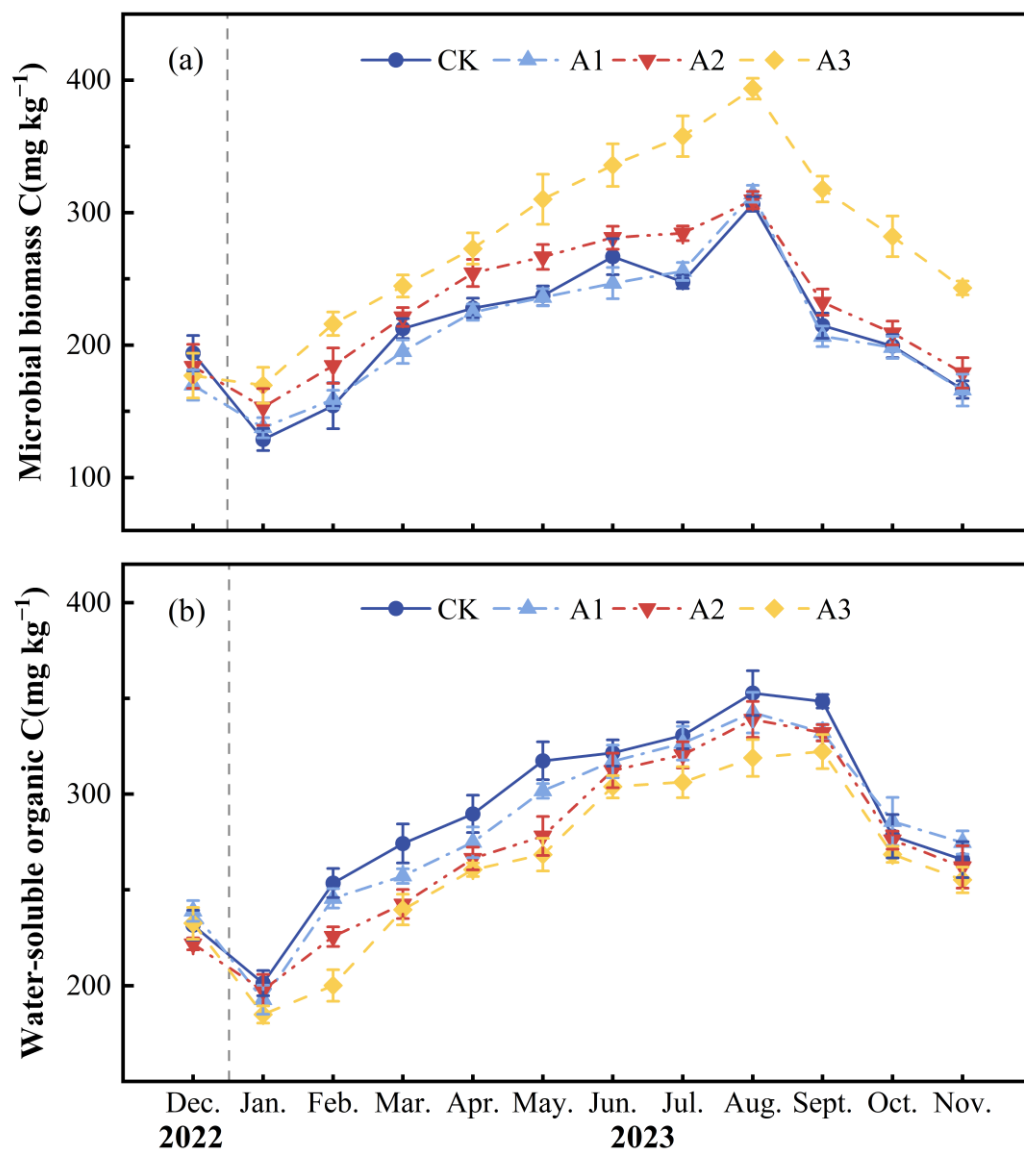 (a) CK A1 A2 A3
Microbial biomass C(mg kg⁻¹)
400
300
200
100
(b) CK A1 A2 A3
Water-soluble organic C(mg kg⁻¹)
400
300
200
Dec. Jan. Feb. Mar. Apr. May. Jun. Jul. Aug. Sept. Oct. Nov.
2022 2023